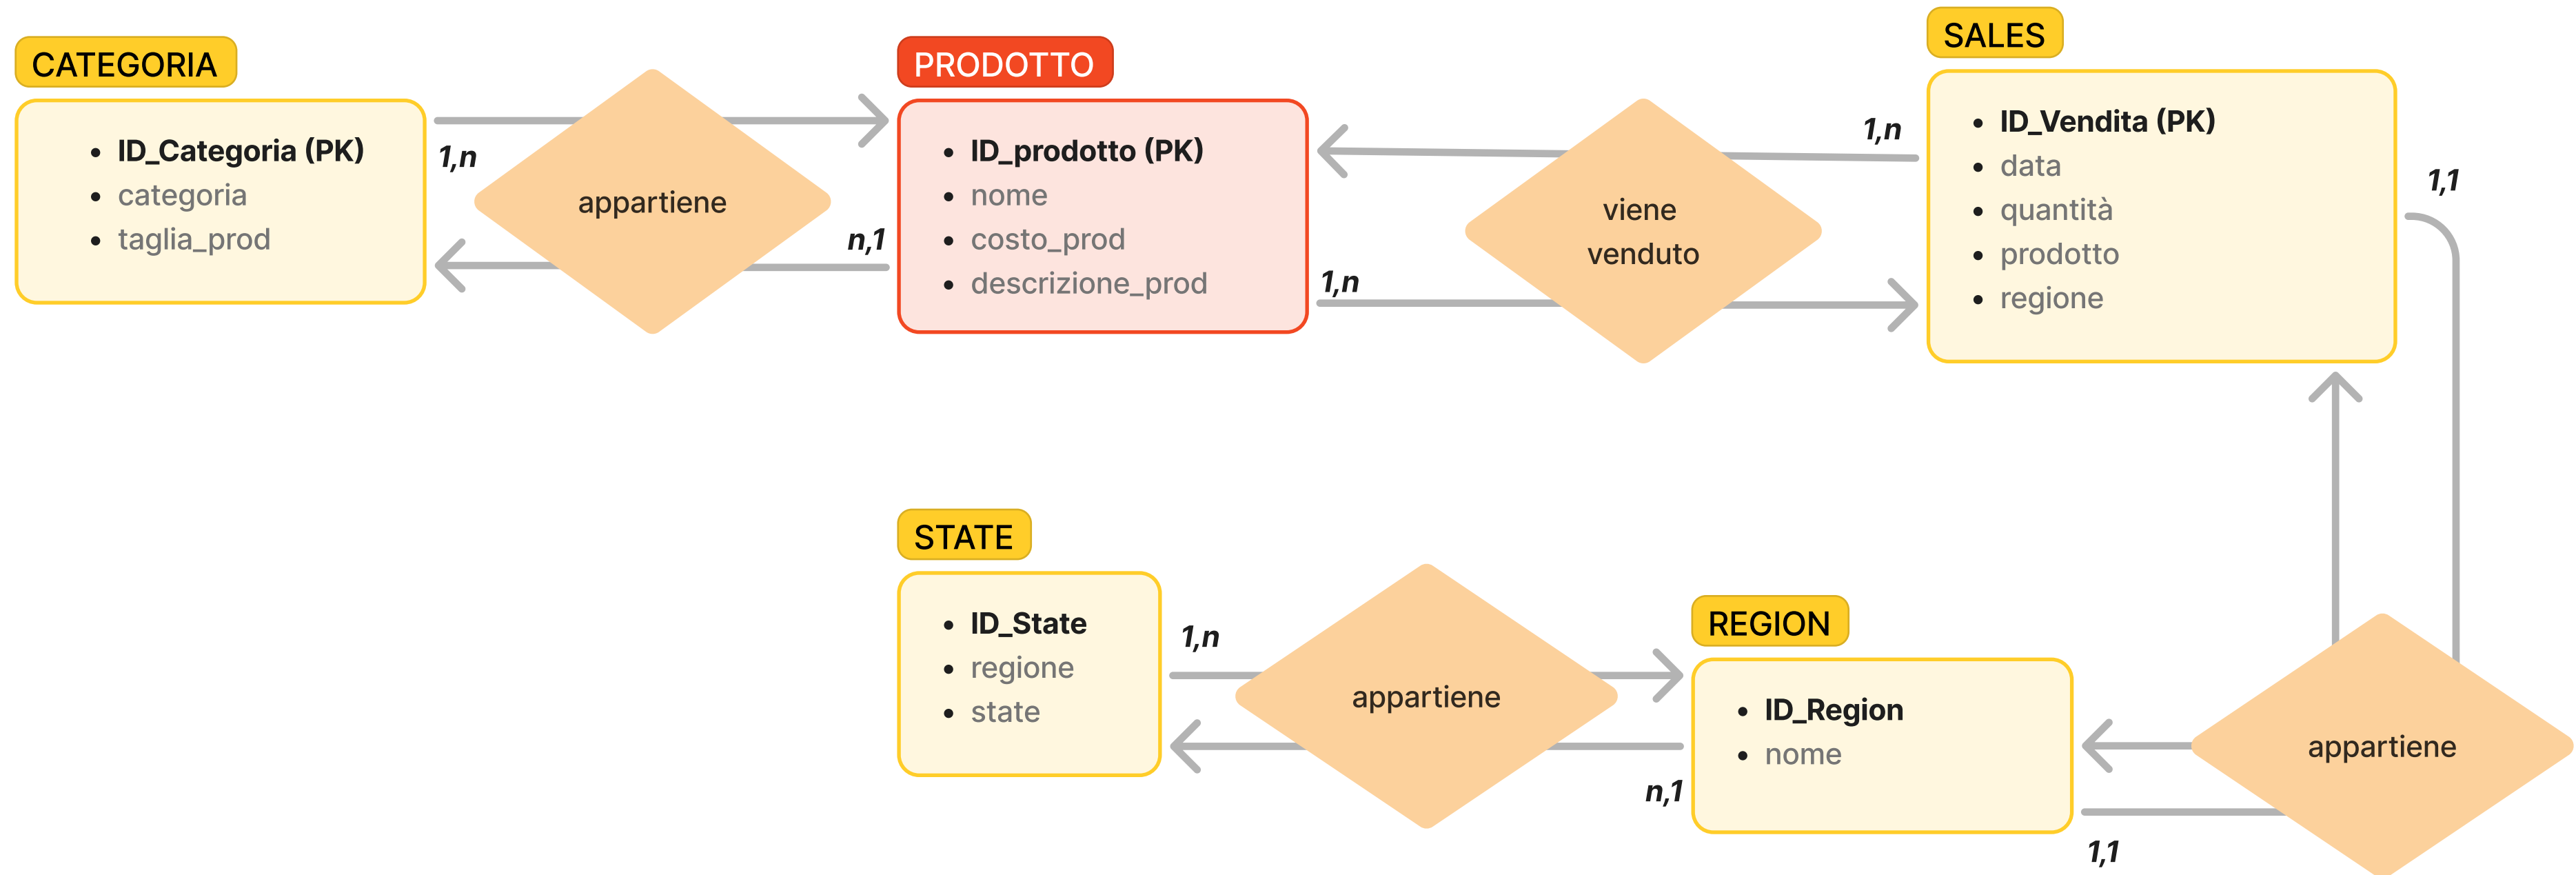 CATEGORIA
ID_Categoria (PK)
categoria
taglia_prod
1,n
appartiene
n,1
PRODOTTO
ID_prodotto (PK)
nome
costo_prod
descrizione_prod
1,n
viene
venduto
1,n
SALES
ID_Vendita (PK)
data
quantità
prodotto
regione
1,1
STATE
ID_State
regione
state
1,n
appartiene
n,1
REGION
ID_Region
nome
1,1
appartiene